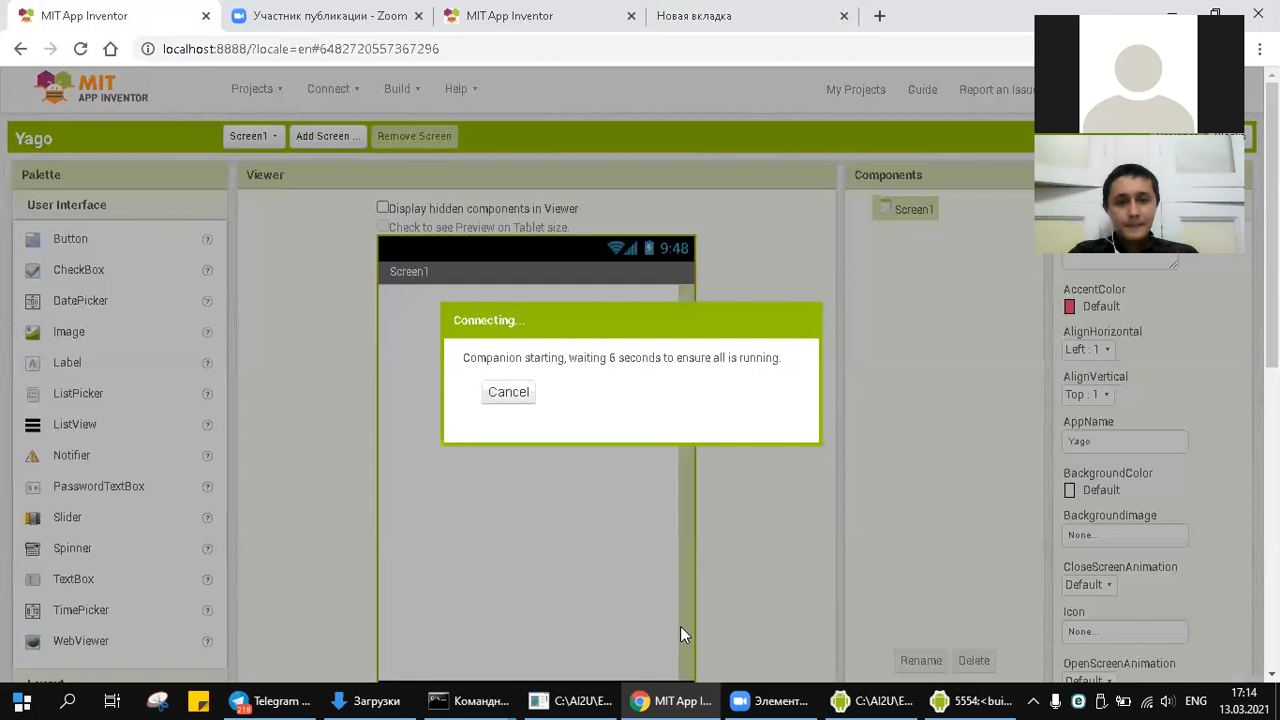 MIT App Inventor
Участник публикации - Zoom
MIT App Inventor
Новая вкладка
localhost:8888/?locale=en#6482720557367296
MIT
APP INVENTOR
Projects
Connect
Build
Help
My Projects
Guide
Report an Issu
Yago
Screen1
Add Screen ...
Remove Screen
Palette
Viewer
Components
User Interface
Display hidden components in Viewer
Check to see Preview on Tablet size.
Screen1
Button
CheckBox
DatePicker
Image
Label
ListPicker
ListView
Notifier
PasswordTextBox
Slider
Spinner
TextBox
TimePicker
WebViewer
9:48
Screen1
Connecting...
Companion starting, waiting 6 seconds to ensure all is running.
Cancel
Rename
Delete
AccentColor
Default
AlignHorizontal
Left : 1
AlignVertical
Top : 1
AppName
Yago
BackgroundColor
Default
BackgroundImage
None...
CloseScreenAnimation
Default
Icon
None...
OpenScreenAnimation
Default
Telegram ...
218
Загрузки
Командн...
C:\AI2U\E...
MIT App I...
Элемент...
C:\AI2U\E...
5554:<bui...
ENG
17:14
13.03.2021